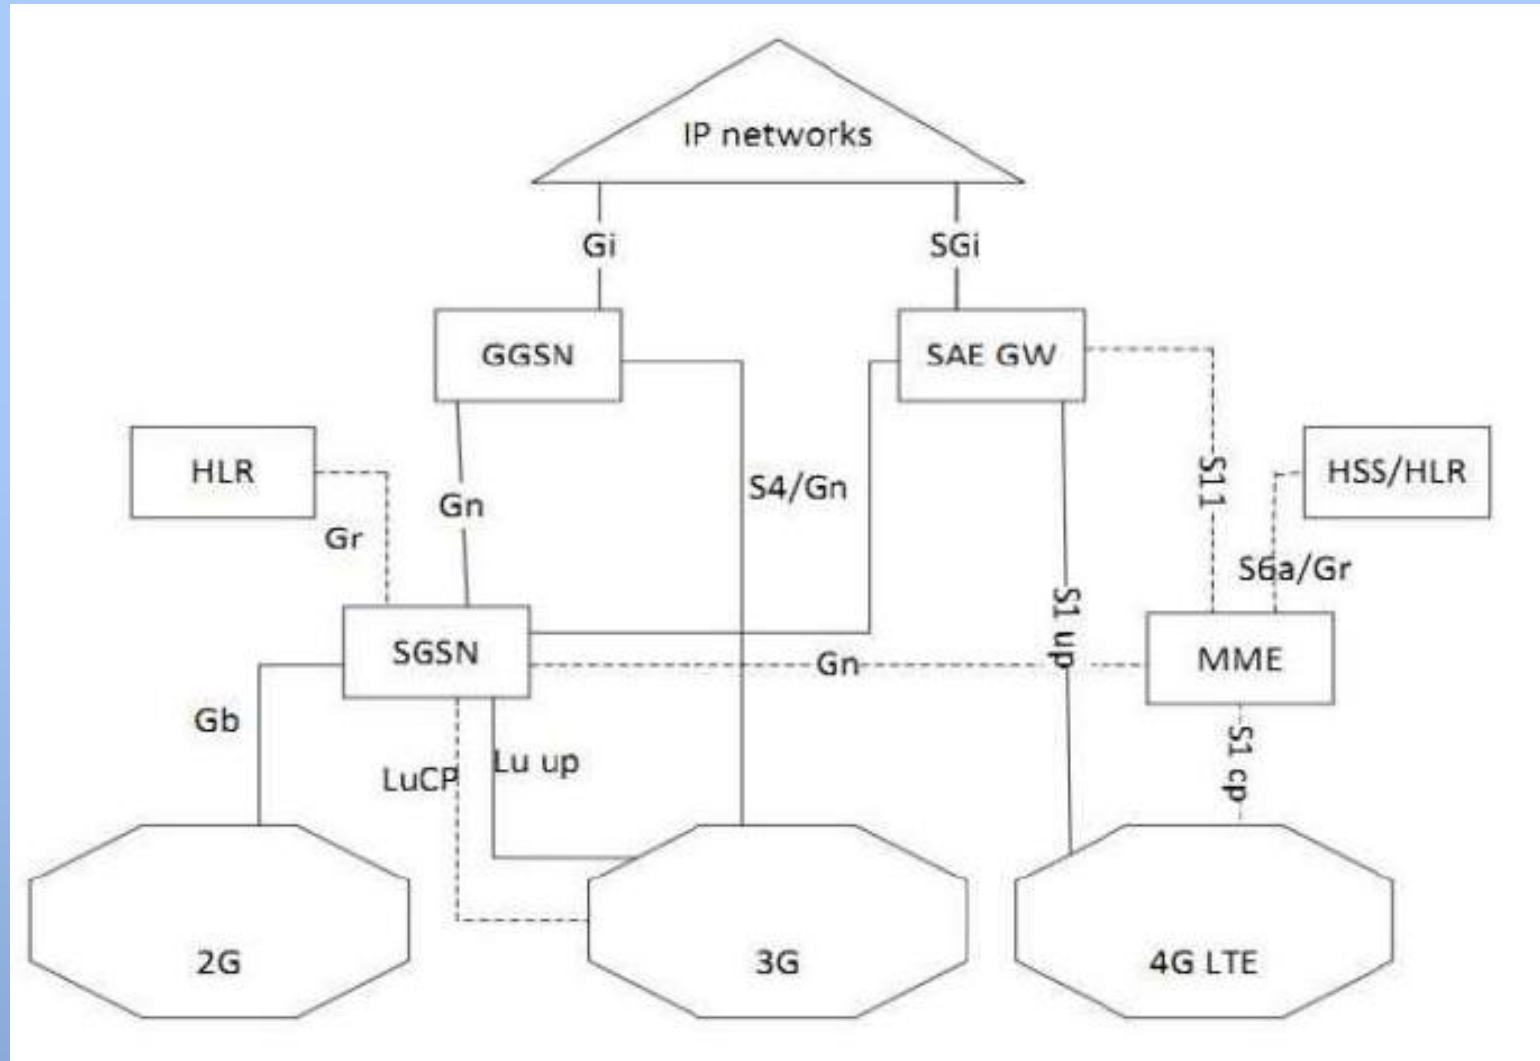 IP networks
Gi
SGi
GGSN
SAE GW
HLR
HSS/HLR
Gn
S4/Gn
S11
Gr
S6a/Gr
S1 up
SGSN
Gn
MME
Gb
LuCP
Lu up
S1 cp
2G
3G
4G LTE